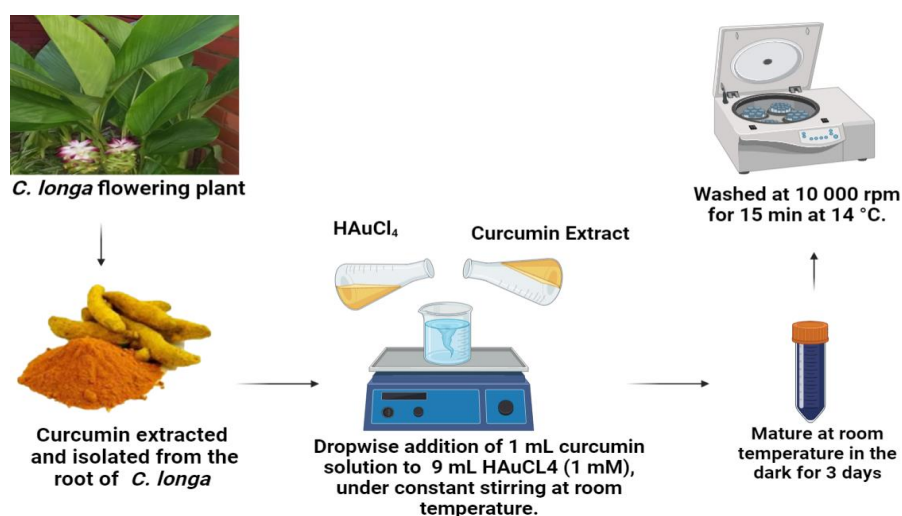 C. longa flowering plant
Curcumin extracted
and isolated from the
root of C. longa
HAuCl₄
Curcumin Extract
Dropwise addition of 1 mL curcumin
solution to 9 mL HAuCL4 (1 mM),
under constant stirring at room
temperature.
Mature at room
temperature in the
dark for 3 days
Washed at 10 000 rpm
for 15 min at 14 °C.